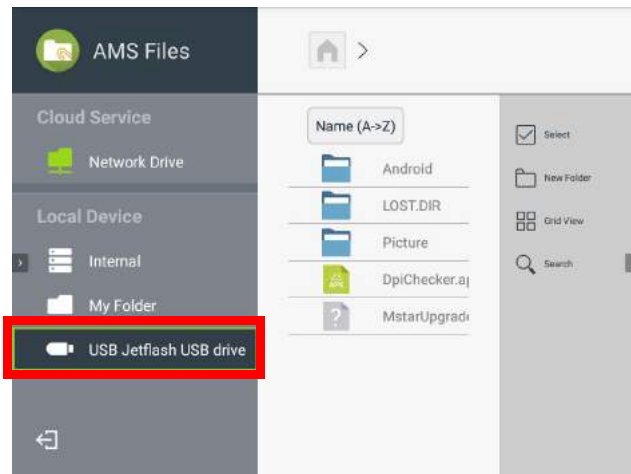 AMS Files
>
Cloud Service
Network Drive
Local Device
Internal
My Folder
USB Jetflash USB drive
Name (A->Z)
Android
LOST.DIR
Picture
DpiChecker.ap
MstarUpgrade
Select
New Folder
Grid View
Search